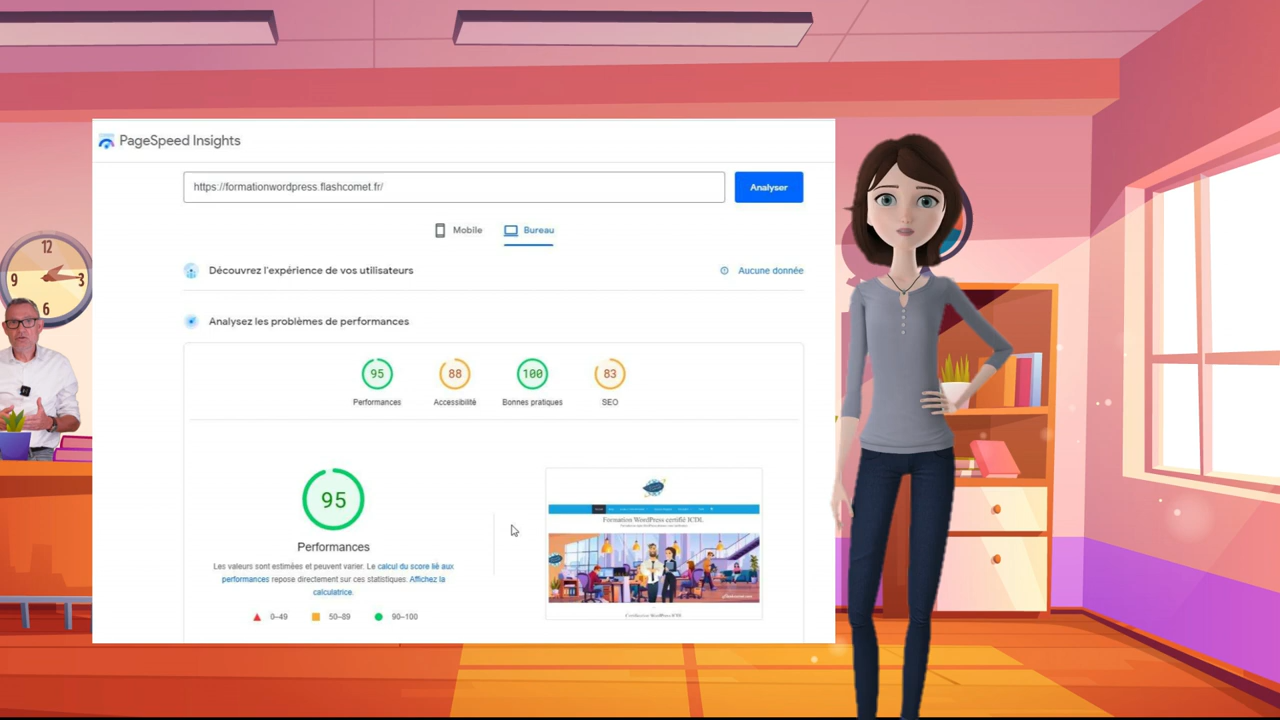 PageSpeed Insights
https://formationwordpress.flashcomet.fr/
Analyser
Mobile
Bureau
Découvrez l'expérience de vos utilisateurs
Aucune donnée
Analysez les problèmes de performances
95
88
100
83
Performances
Accessibilité
Bonnes pratiques
SEO
95
Performances
Les valeurs sont estimées et peuvent varier. Le calcul du score lié aux
performances repose directement sur ces statistiques. Affichez la
calculatrice.
0–49
50–89
90–100
Formation WordPress certifié ICDL
Certification WordPress ICDL
12
9
3
6